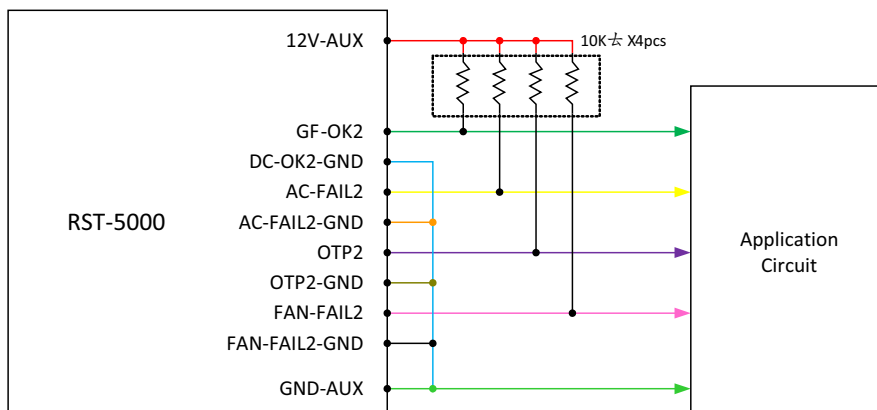 12V-AUX
10K去 X4pcs
GF-OK2
DC-OK2-GND
AC-FAIL2
RST-5000
AC-FAIL2-GND
Application
Circuit
OTP2
OTP2-GND
FAN-FAIL2
FAN-FAIL2-GND
GND-AUX